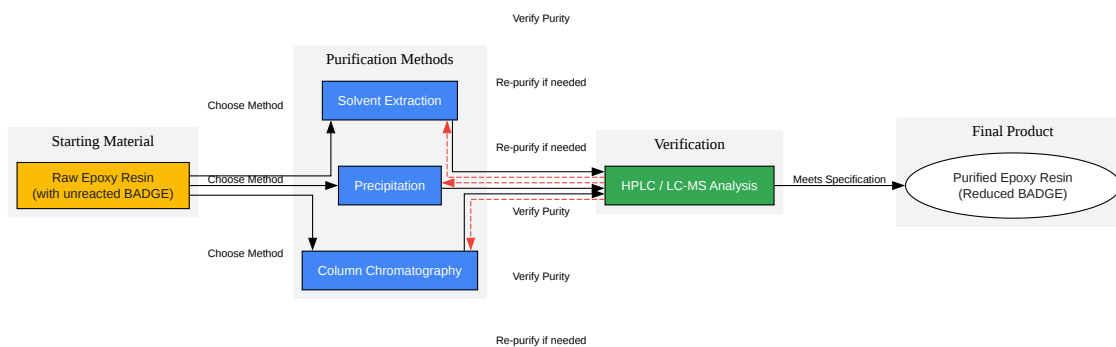 Verify Purity
Purification Methods
Re-purify if needed
Solvent Extraction
Choose Method
Starting Material
Re-purify if needed
Verification
Final Product
Raw Epoxy Resin
(with unreacted BADGE)
Choose Method
Precipitation
HPLC / LC-MS Analysis
Meets Specification
Purified Epoxy Resin
(Reduced BADGE)
Verify Purity
Choose Method
Column Chromatography
Verify Purity
Re-purify if needed